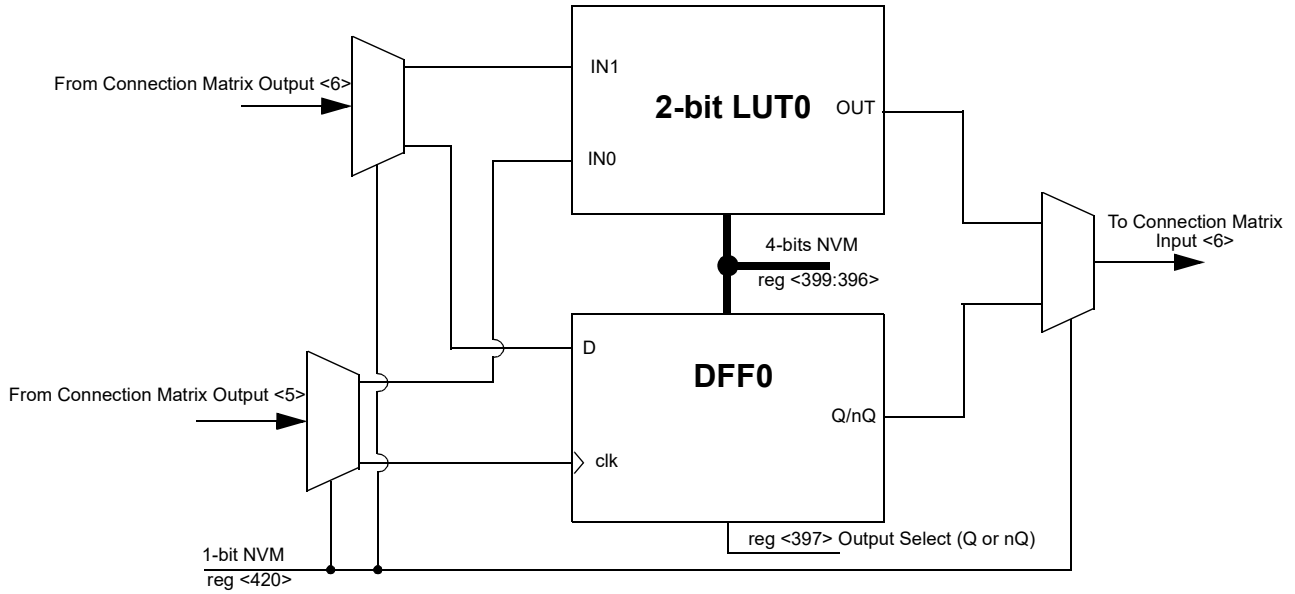 From Connection Matrix Output <6>
IN1
2-bit LUT0
OUT
IN0
To Connection Matrix
Input <6>
4-bits NVM
reg <399:396>
D
DFF0
From Connection Matrix Output <5>
Q/nQ
clk
reg <397> Output Select (Q or nQ)
1-bit NVM
reg <420>